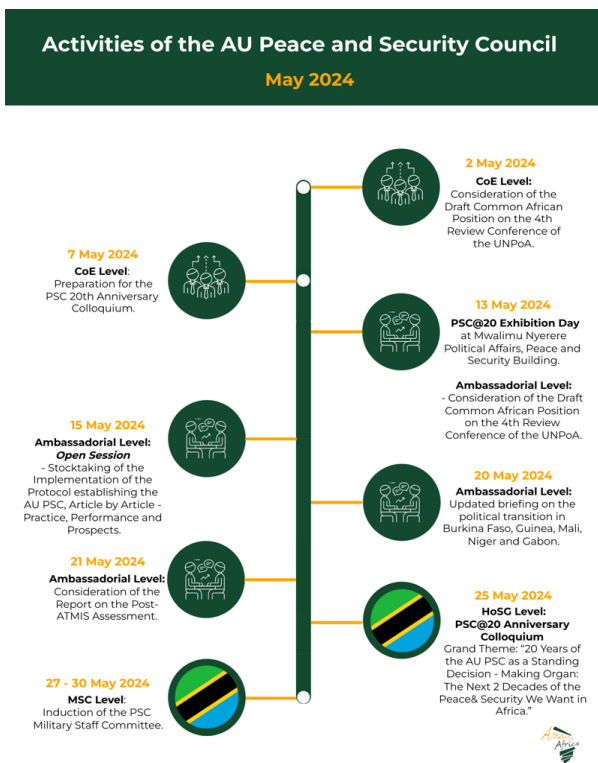 Activities of the AU Peace and Security Council
May 2024
2 May 2024
CoE Level:
Consideration of the
Draft Common African
Position on the 4th
Review Conference of
the UNPoA.
7 May 2024
CoE Level:
Preparation for the
PSC 20th Anniversary
Colloquium.
13 May 2024
PSC@20 Exhibition Day
at Mwalimu Nyerere
Political Affairs, Peace and
Security Building.
Ambassadorial Level:
- Consideration of the Draft
Common African Position
on the 4th Review
Conference of the UNPoA.
15 May 2024
Ambassadorial Level:
Open Session
- Stocktaking of the
Implementation of the
Protocol establishing the
AU PSC, Article by Article -
Practice, Performance and
Prospects.
20 May 2024
Ambassadorial Level:
Updated briefing on the
political transition in
Burkina Faso, Guinea, Mali,
Niger and Gabon.
21 May 2024
Ambassadorial Level:
Consideration of the
Report on the Post-
ATMIS Assessment.
25 May 2024
HoSG Level:
PSC@20 Anniversary
Colloquium
Grand Theme: “20 Years of
the AU PSC as a Standing
Decision - Making Organ:
The Next 2 Decades of the
Peace& Security We Want in
Africa.”
27 - 30 May 2024
MSC Level:
Induction of the PSC
Military Staff Committee.
Amani
Africa